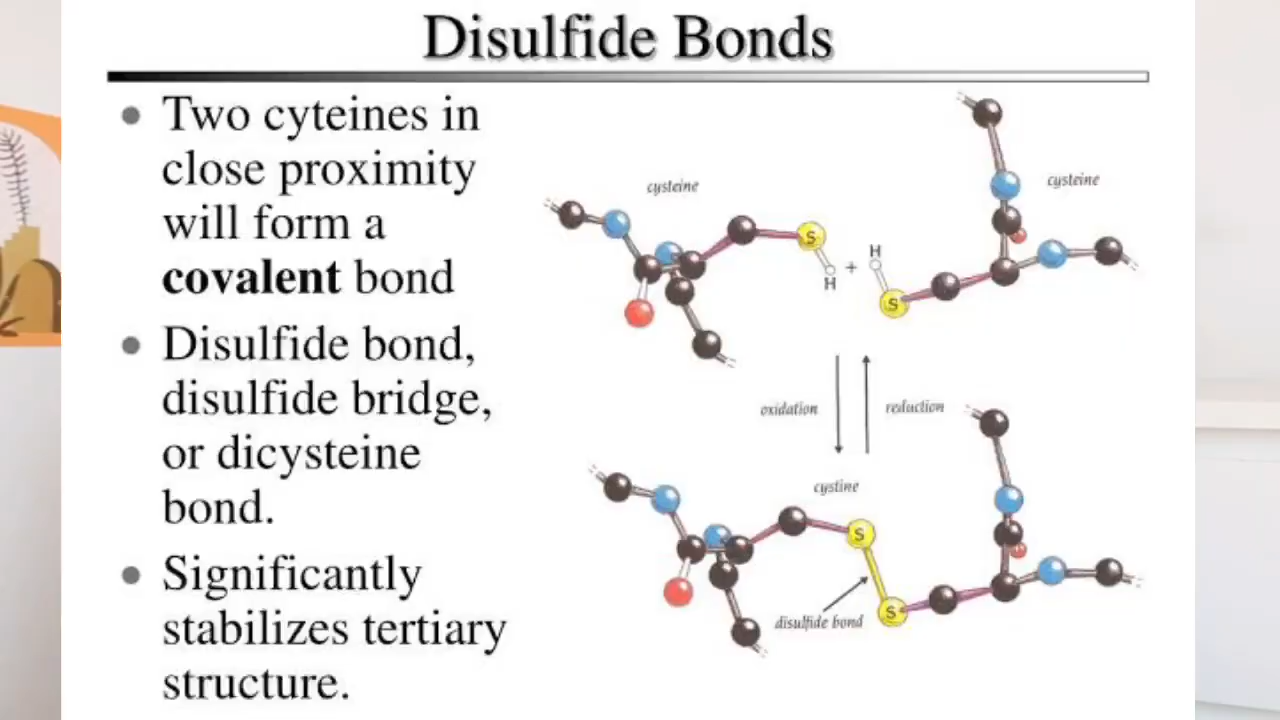 Disulfide Bonds
• Two cyteines in
close proximity
will form a
covalent bond
• Disulfide bond,
disulfide bridge,
or dicysteine
bond.
• Significantly
stabilizes tertiary
structure.
cysteine
cysteine
S
H
+
H
S
oxidation
reduction
cystine
S
S
disulfide bond